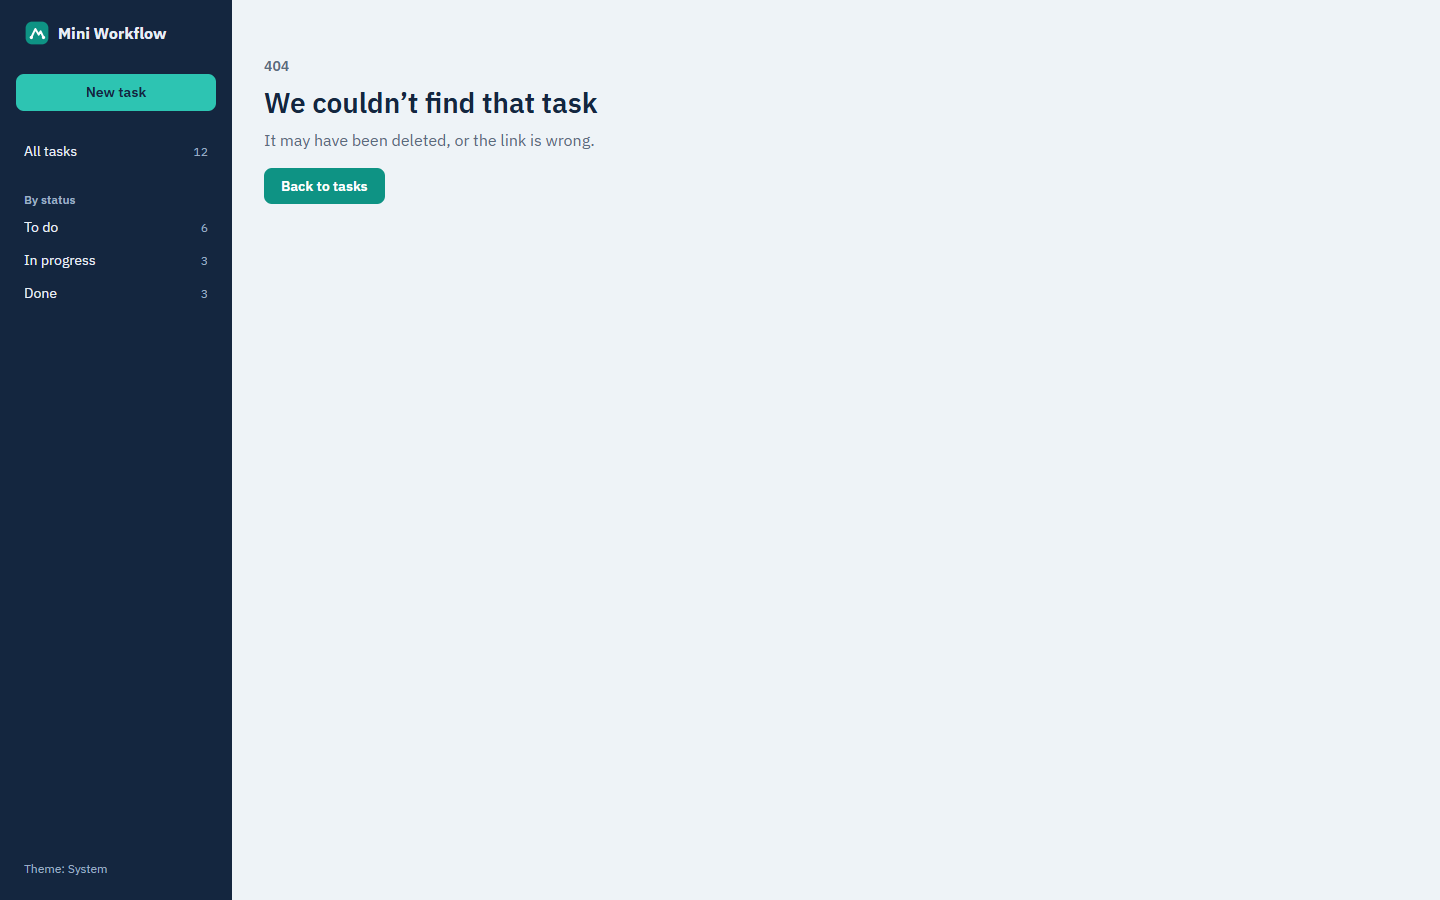 Mini Workflow
New task
All tasks 12
By status
To do 6
In progress 3
Done 3
Theme: System
404
We couldn’t find that task
It may have been deleted, or the link is wrong.
Back to tasks